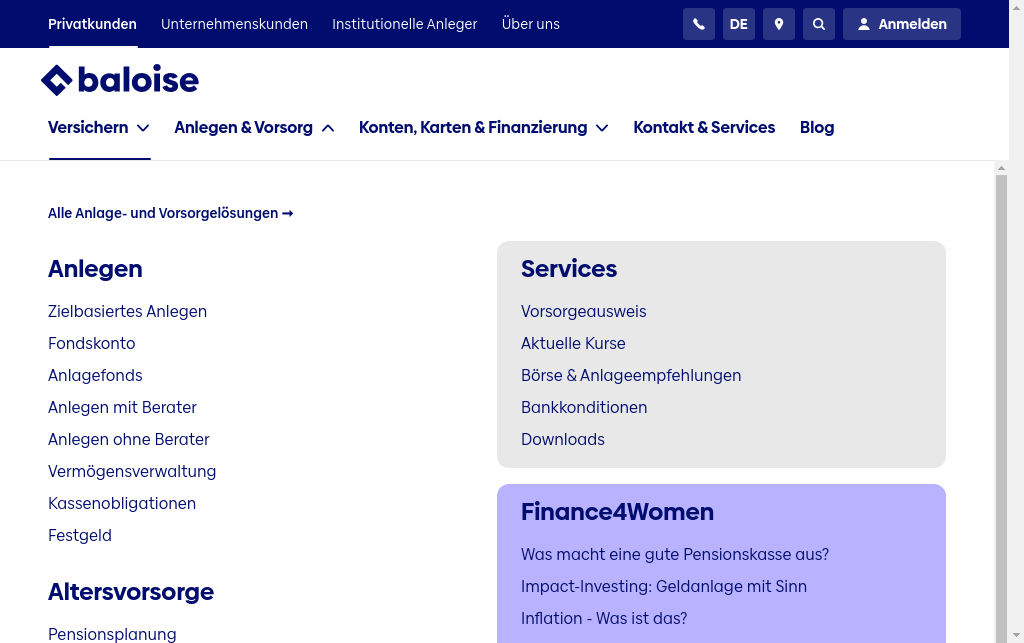 Privatkunden Unternehmenskunden Institutionelle Anleger Über uns DE Anmelden
baloise
Versichern Anlegen & Vorsorg Konten, Karten & Finanzierung Kontakt & Services Blog
Alle Anlage- und Vorsorgelösungen →
Anlegen
Zielbasiertes Anlegen
Fondskonto
Anlagefonds
Anlegen mit Berater
Anlegen ohne Berater
Vermögensverwaltung
Kassenobligationen
Festgeld
Altersvorsorge
Pensionsplanung
Services
Vorsorgeausweis
Aktuelle Kurse
Börse & Anlageempfehlungen
Bankkonditionen
Downloads
Finance4Women
Was macht eine gute Pensionskasse aus?
Impact-Investing: Geldanlage mit Sinn
Inflation - Was ist das?